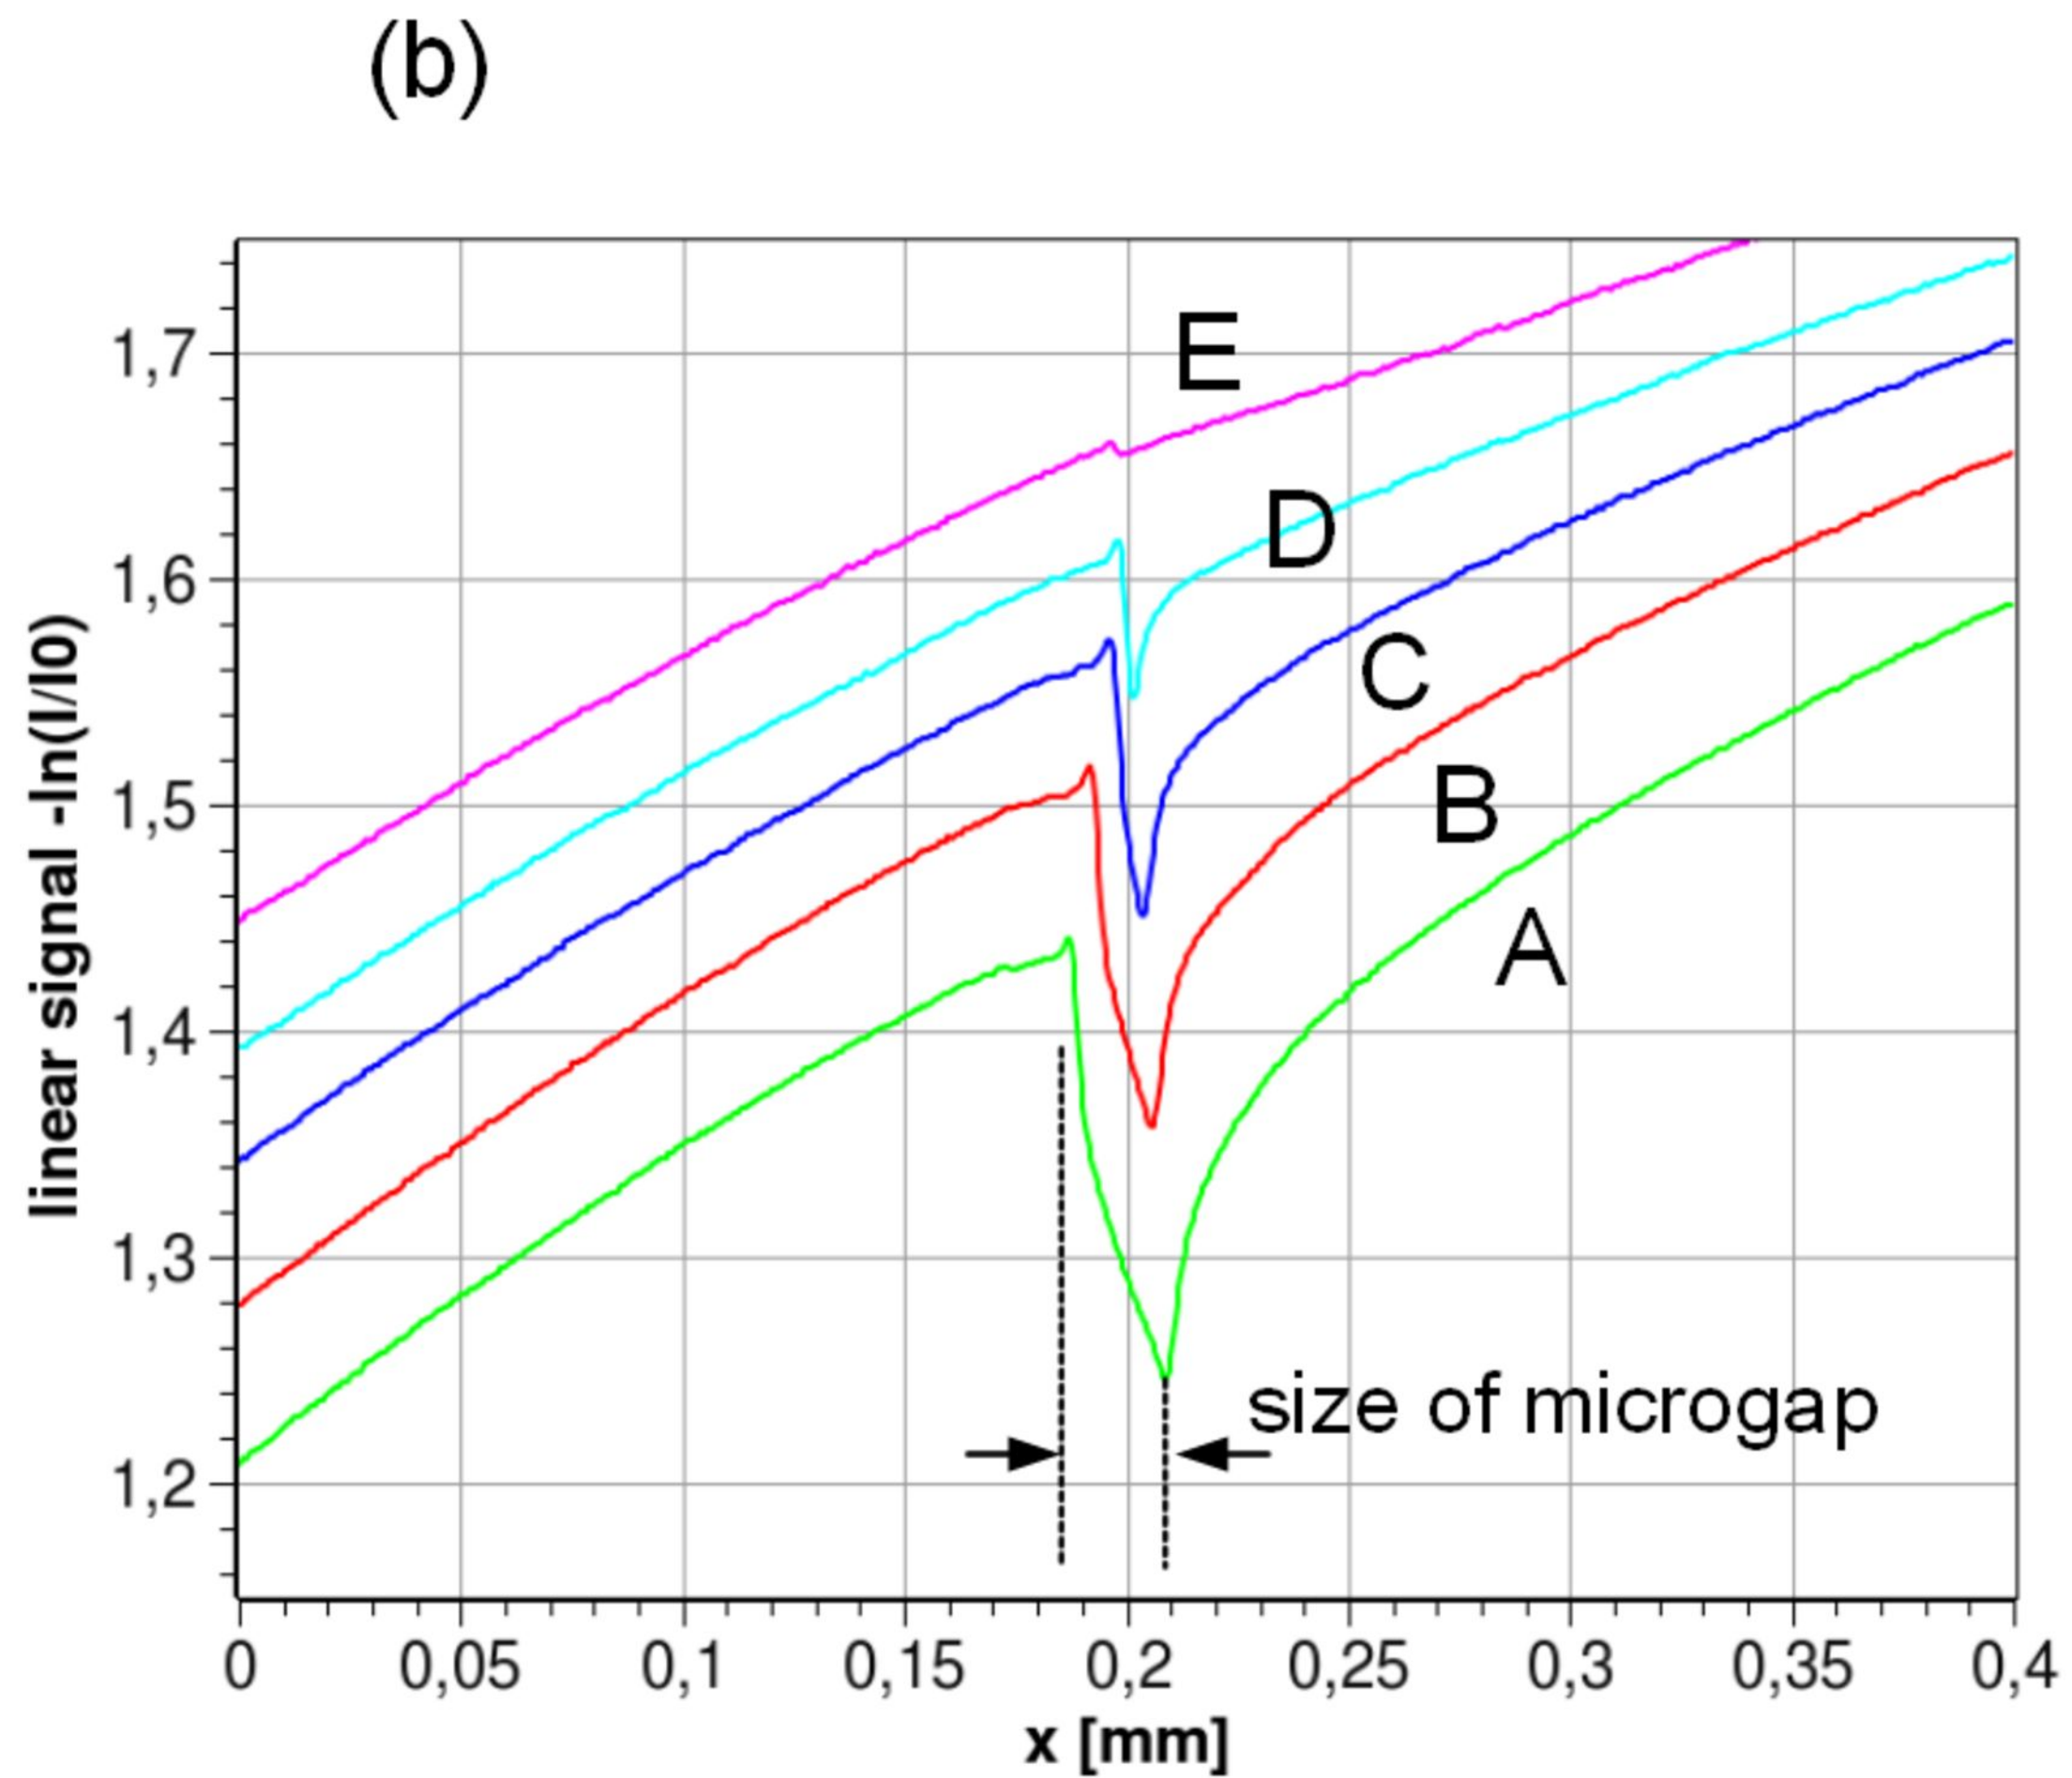 (b)
linear signal -ln(I/I0)
1,7
1,6
1,5
1,4
1,3
1,2
E
D
C
B
A
size of microgap
0 0,05 0,1 0,15 0,2 0,25 0,3 0,35 0,4
x [mm]